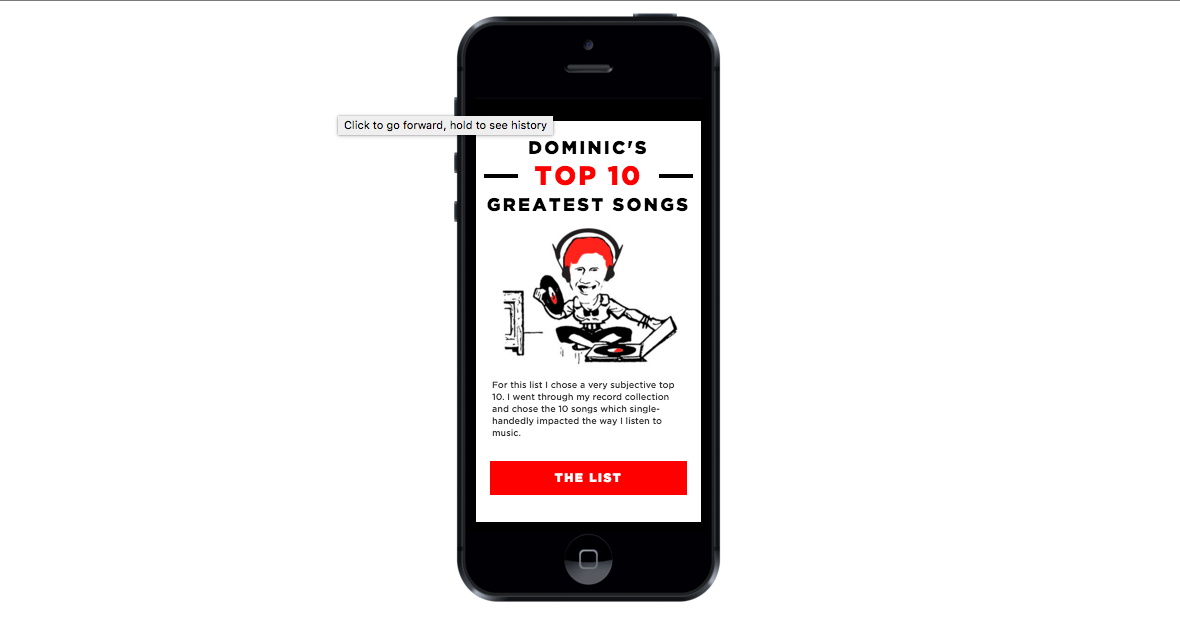 Click to go forward, hold to see history
DOMINIC'S
TOP 10
GREATEST SONGS
For this list I chose a very subjective top
10. I went through my record collection
and chose the 10 songs which single-
handedly impacted the way I listen to
music.
THE LIST